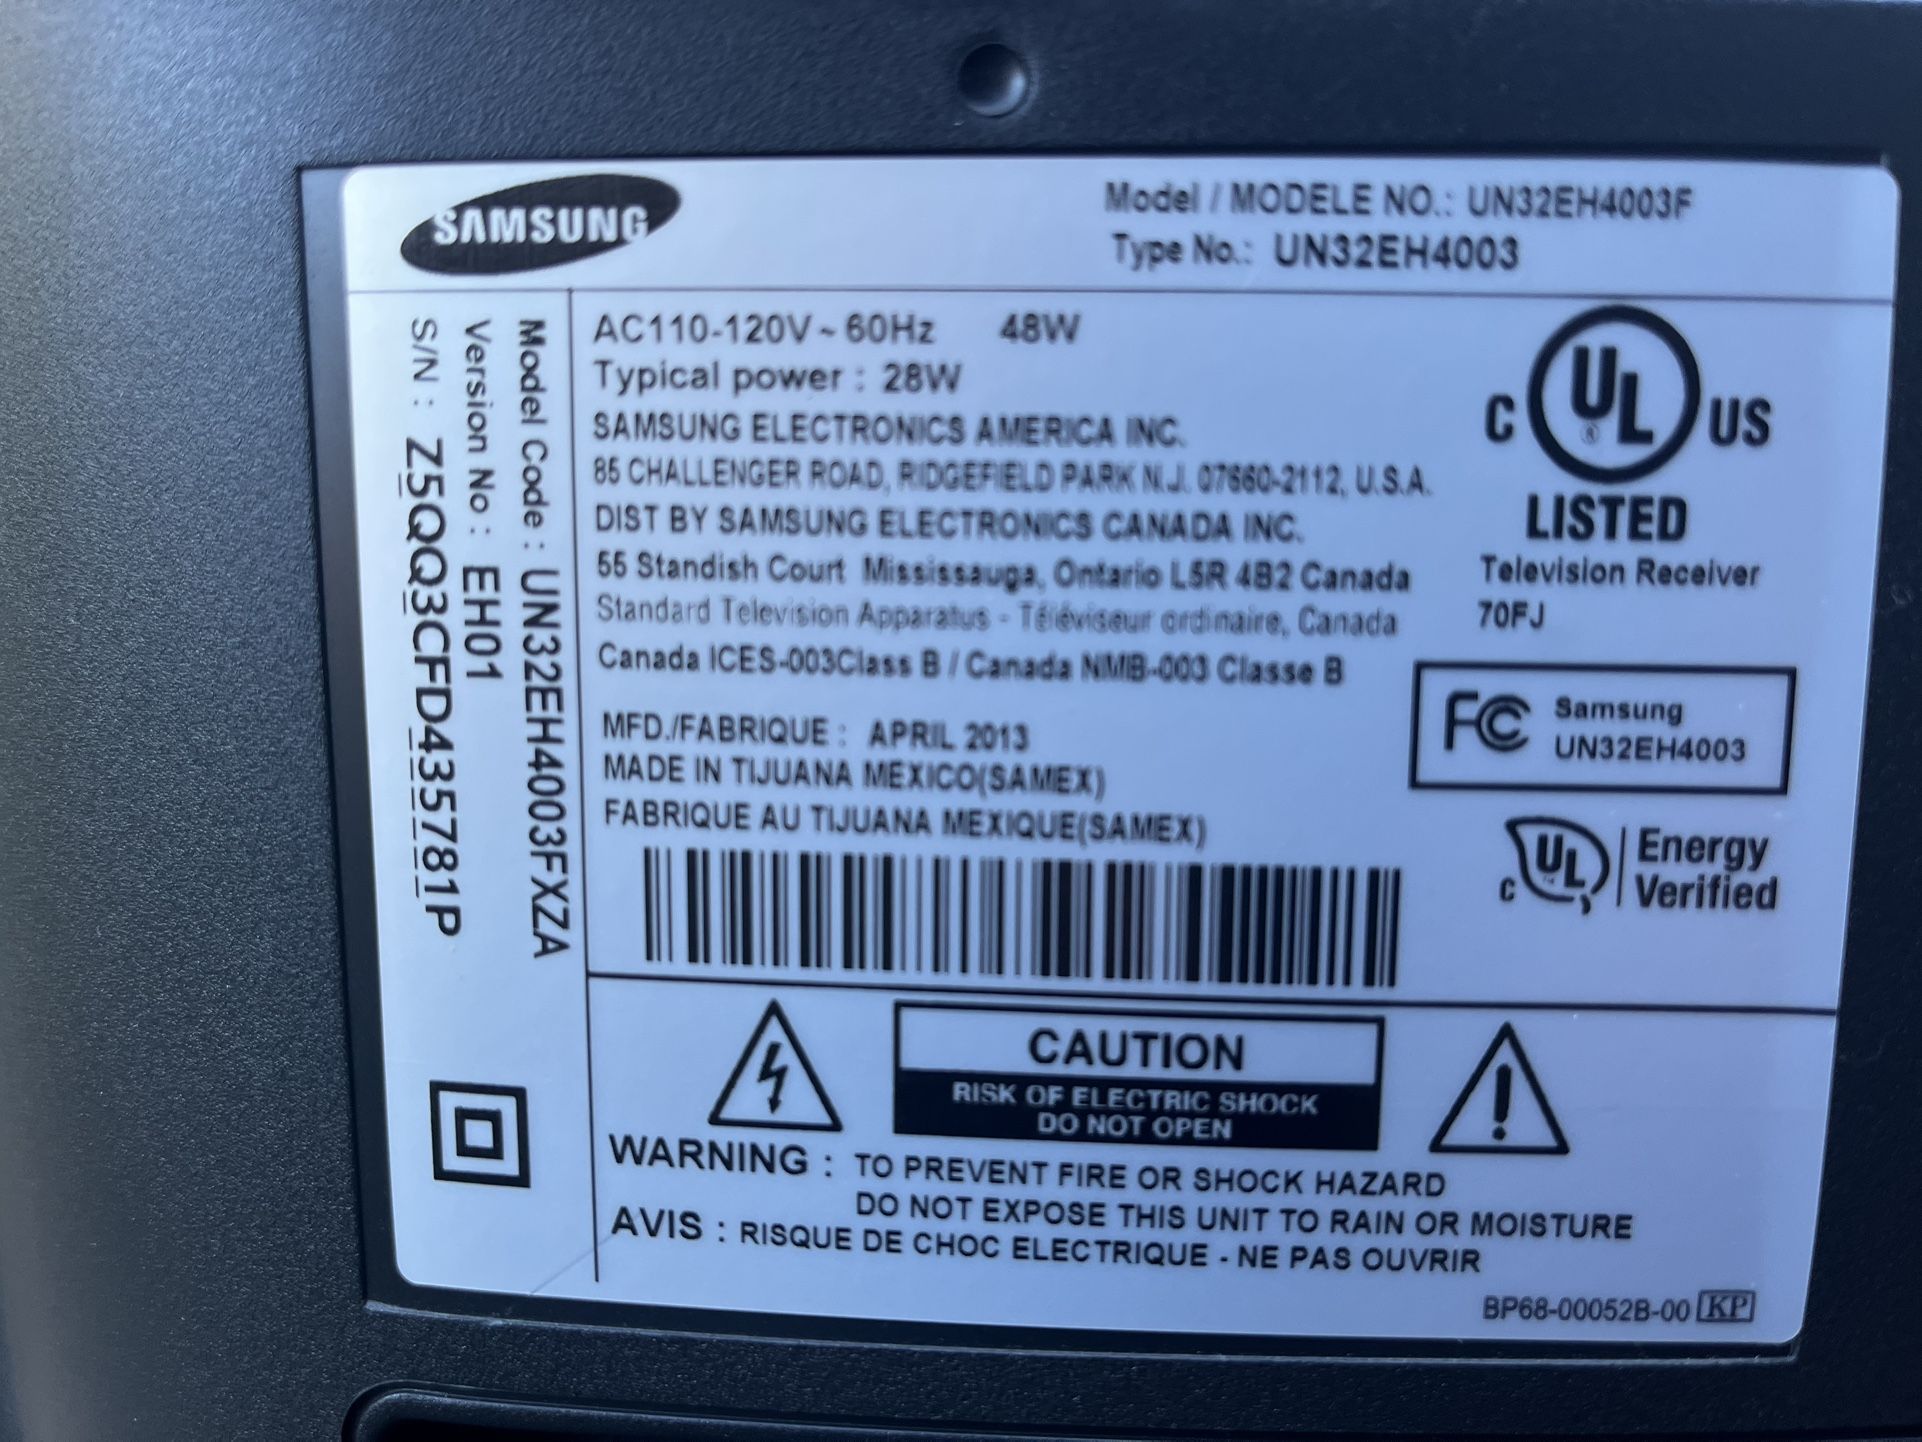 SAMSUNG
Model / MODELE NO.: UN32EH4003F
Type No.: UN32EH4003
Model Code : UN32EH4003FXZA
Version No : EH01
S/N : Z5QQ3CFD435781P
AC110-120V ~ 60Hz 48W
Typical power : 28W
SAMSUNG ELECTRONICS AMERICA INC.
85 CHALLENGER ROAD, RIDGEFIELD PARK N.J. 07660-2112, U.S.A.
DIST BY SAMSUNG ELECTRONICS CANADA INC.
55 Standish Court Mississauga, Ontario L5R 4B2 Canada
Standard Television Apparatus - Téléviseur ordinaire, Canada
Canada ICES-003Class B / Canada NMB-003 Classe B
MFD./FABRIQUE : APRIL 2013
MADE IN TIJUANA MEXICO(SAMEX)
FABRIQUE AU TIJUANA MEXIQUE(SAMEX)
C UL ® US
LISTED
Television Receiver
70FJ
FC Samsung
UN32EH4003
C UL Energy
Verified
CAUTION
RISK OF ELECTRIC SHOCK
DO NOT OPEN
WARNING : TO PREVENT FIRE OR SHOCK HAZARD
DO NOT EXPOSE THIS UNIT TO RAIN OR MOISTURE
AVIS : RISQUE DE CHOC ELECTRIQUE - NE PAS OUVRIR
BP68-00052B-00 KP